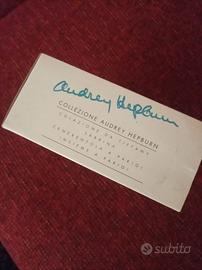 Audrey Hepburn
COLLEZIONE AUDREY HEPBURN
COLAZIONE DA TIFFANY
SABRINA
CENERENTOLA A PARIGI
INSIEME A PARIGI
subito